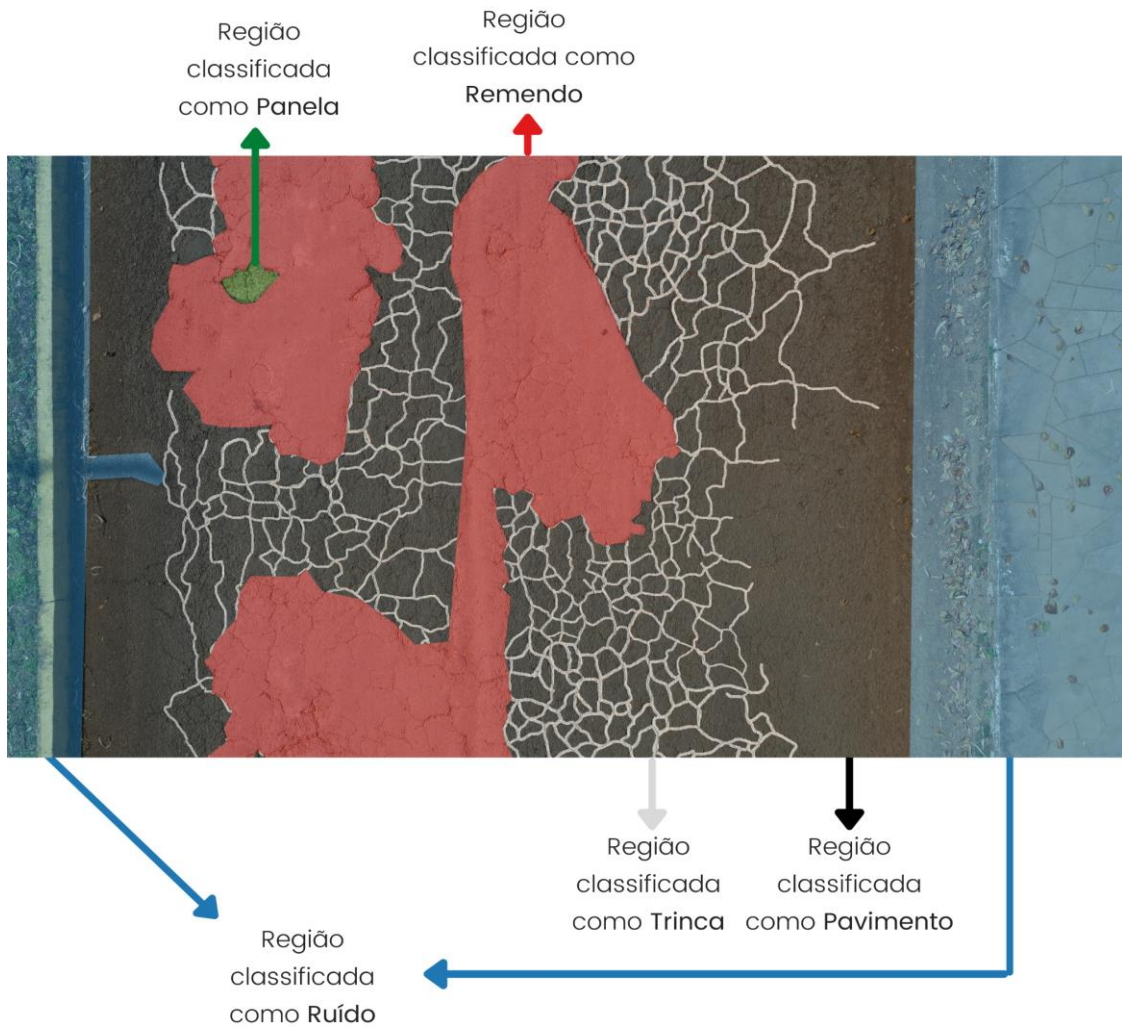 Região
classificada
como Panela
Região
classificada como
Remendo
Região
classificada
como Trinca
Região
classificada
como Pavimento
Região
classificada
como Ruído